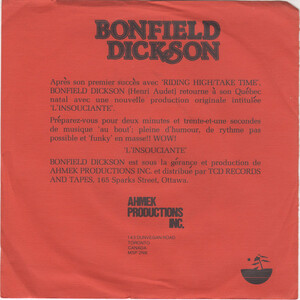 BONFIELD
DICKSON
Après son premier succès avec 'RIDING HIGH/TAKE TIME',
BONFIELD DICKSON (Henri Audet) retourne à son Québec
natal avec une nouvelle production originale intitulée
'L'INSOUCIANTE'.
Préparez-vous pour deux minutes et trente-et-une secondes
de musique 'au bout'; pleine d'humour, de rythme pas
possible et 'funky' en masse!! WOW!
'L'INSOUCIANTE'
BONFIELD DICKSON est sous la gérance et production de
AHMEK PRODUCTIONS INC. et distribué par TCD RECORDS
AND TAPES, 165 Sparks Street, Ottawa.
AHMEK
PRODUCTIONS
INC.
TORONTO
CANADA